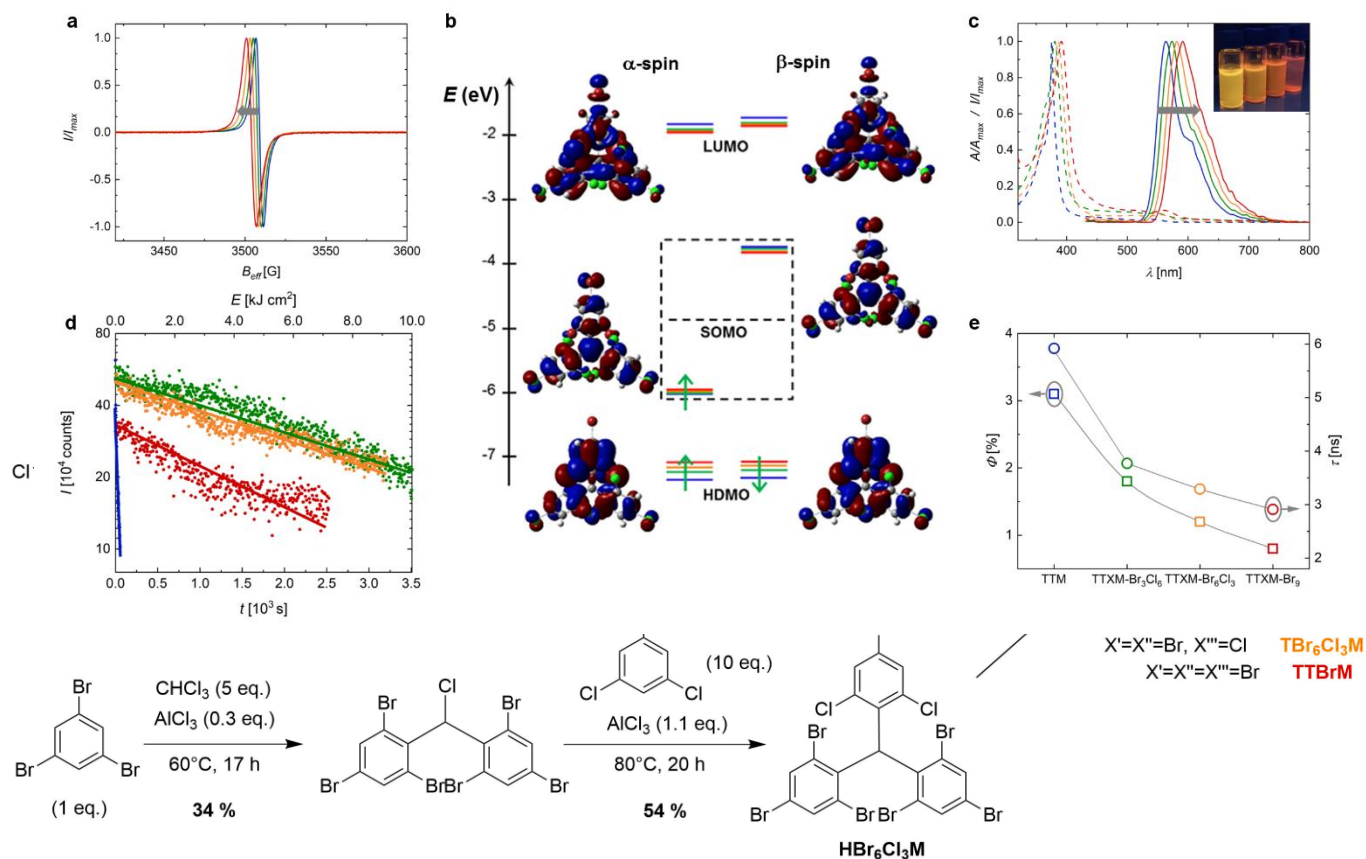 a
1.0
0.5
0.0
-0.5
-1.0
I/I_max
3450
3500
3550
3600
B_eff [G]
b
α-spin
β-spin
E (eV)
-2
-3
-4
-5
-6
-7
LUMO
SOMO
HDMO
c
1.0
0.8
0.6
0.4
0.2
0.0
A/A_max / I/I_max
400
500
600
700
800
λ [nm]
E [kJ cm²]
0.0
2.0
4.0
6.0
8.0
10.0
d
80
40
20
10
I [10⁴ counts]
0.0
0.5
1.0
1.5
2.0
2.5
3.0
3.5
t [10³ s]
e
4%
3%
2%
1%
Φ [%]
6
5
4
3
2
τ [ns]
TTM
TTXM-Br₃Cl₆
TTXM-Br₆Cl₃
TTXM-Br₉
Cl
X'=X''=Br, X'''=Cl TBr₆Cl₃M
X'=X''=X'''=Br TTBrM
Br
Br
Br
(1 eq.)
CHCl₃ (5 eq.)
AlCl₃ (0.3 eq.)
60°C, 17 h
34 %
Cl
Br
Br
Br
Br
Br
Br
Cl
Cl
(10 eq.)
AlCl₃ (1.1 eq.)
80°C, 20 h
54 %
Cl
Cl
Br
Br
Br
Br
Br
Br
HBr₆Cl₃M